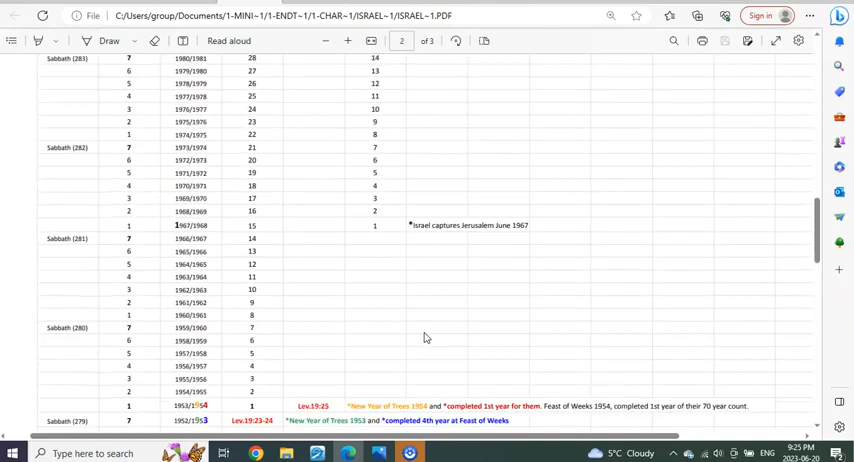 File C:/Users/group/Documents/1-MINI~1/1-ENDT~1/1-CHAR~1/ISRAEL~1/ISRAEL~1.PDF Sign in
Draw Read aloud 2 of 3
Sabbath (283) 7 1980/1981 28 14
6 1979/1980 27 13
5 1978/1979 26 12
4 1977/1978 25 11
3 1976/1977 24 10
2 1975/1976 23 9
1 1974/1975 22 8
Sabbath (282) 7 1973/1974 21 7
6 1972/1973 20 6
5 1971/1972 19 5
4 1970/1971 18 4
3 1969/1970 17 3
2 1968/1969 16 2
1 1967/1968 15 1 *Israel captures Jerusalem June 1967
Sabbath (281) 7 1966/1967 14
6 1965/1966 13
5 1964/1965 12
4 1963/1964 11
3 1962/1963 10
2 1961/1962 9
1 1960/1961 8
Sabbath (280) 7 1959/1960 7
6 1958/1959 6
5 1957/1958 5
4 1956/1957 4
3 1955/1956 3
2 1954/1955 2
1 1953/1954 1 Lev.19:25 *New Year of Trees 1954 and *completed 1st year for them. Feast of Weeks 1954, completed 1st year of their 70 year count.
Sabbath (279) 7 1952/1953 Lev.19:23-24 *New Year of Trees 1953 and *completed 4th year at Feast of Weeks
Type here to search 5°C Cloudy ENG 9:25 PM
2023-06-20